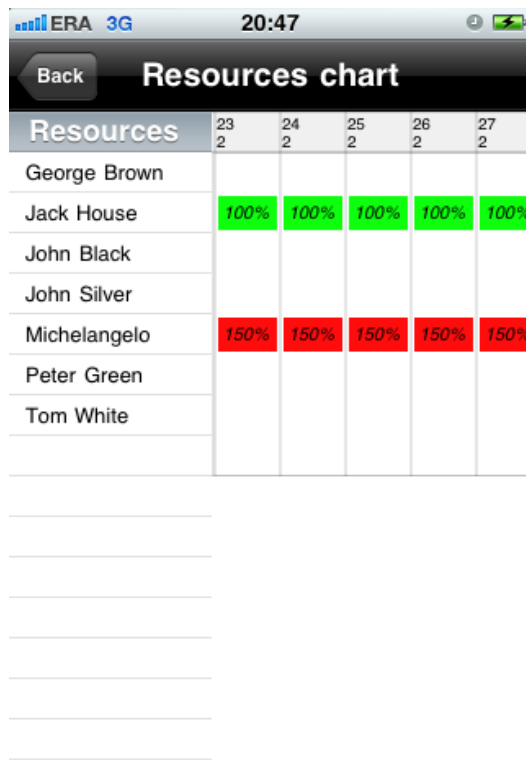 ERA 3G 20:47
Back Resources chart
Resources 23 24 25 26 27
2 2 2 2 2
George Brown
Jack House 100% 100% 100% 100% 100%
John Black
John Silver
Michelangelo 150% 150% 150% 150% 150%
Peter Green
Tom White